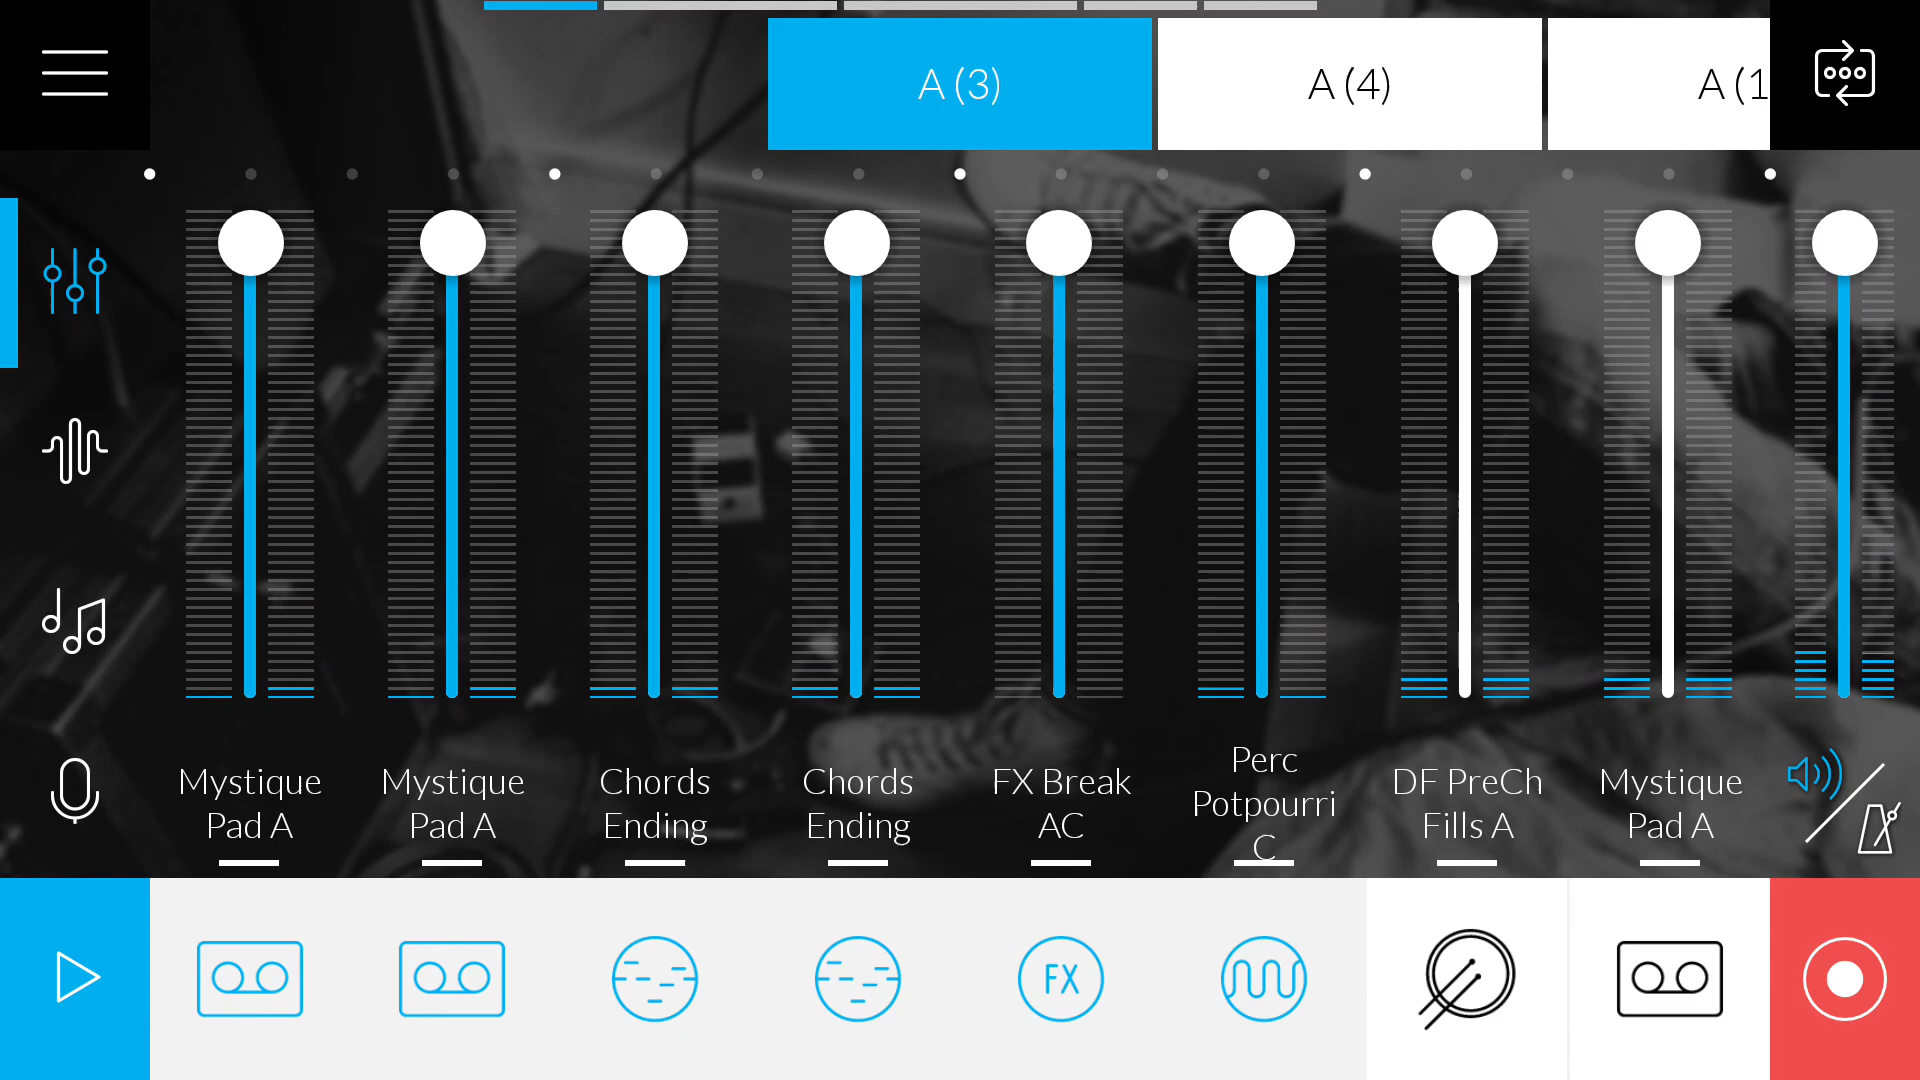 A (3)
A (4)
A (1
Mystique
Pad A
Mystique
Pad A
Chords
Ending
Chords
Ending
FX Break
AC
Perc
Potpourri
C
DF PreCh
Fills A
Mystique
Pad A
FX